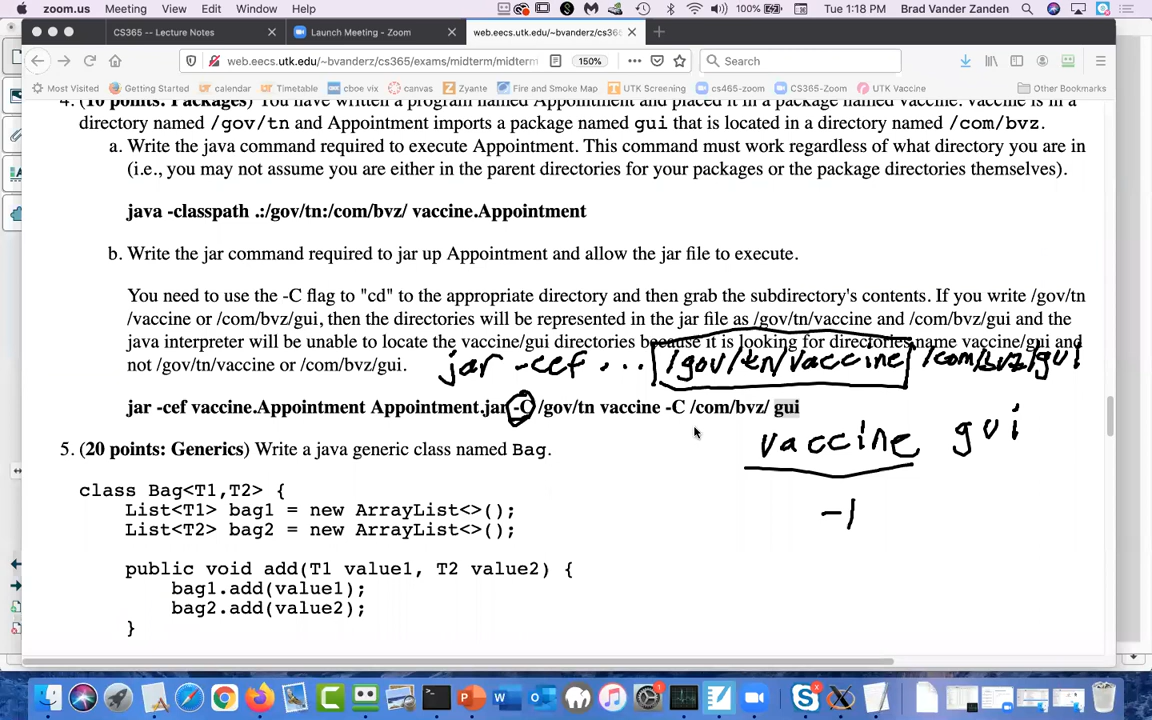 zoom.us Meeting View Edit Window Help 100% Tue 1:18 PM Brad Vander Zanden
CS365 -- Lecture Notes × Launch Meeting - Zoom × web.eecs.utk.edu/~bvanderz/cs36 × +
web.eecs.utk.edu/~bvanderz/cs365/exams/midterm/midterm 150% Search
Most Visited Getting Started calendar Timetable cboe vix canvas Zyante Fire and Smoke Map UTK Screening cs465-zoom CS365-Zoom UTK Vaccine Other Bookmarks
4. (10 points: Packages) You have written a program named Appointment and placed it in a package named vaccine. Vaccine is in a
directory named /gov/tn and Appointment imports a package named gui that is located in a directory named /com/bvz.
a. Write the java command required to execute Appointment. This command must work regardless of what directory you are in
(i.e., you may not assume you are either in the parent directories for your packages or the package directories themselves).
java -classpath .:/gov/tn:/com/bvz/ vaccine.Appointment
b. Write the jar command required to jar up Appointment and allow the jar file to execute.
You need to use the -C flag to "cd" to the appropriate directory and then grab the subdirectory's contents. If you write /gov/tn
/vaccine or /com/bvz/gui, then the directories will be represented in the jar file as /gov/tn/vaccine and /com/bvz/gui and the
java interpreter will be unable to locate the vaccine/gui directories because it is looking for directories name vaccine/gui and
not /gov/tn/vaccine or /com/bvz/gui.
jar -cef ... /gov/tn/vaccine /com/bvz/gui
jar -cef vaccine.Appointment Appointment.jar -C /gov/tn vaccine -C /com/bvz/ gui
vaccine gui
5. (20 points: Generics) Write a java generic class named Bag.
-1
class Bag<T1,T2> {
List<T1> bag1 = new ArrayList<>();
List<T2> bag2 = new ArrayList<>();
public void add(T1 value1, T2 value2) {
bag1.add(value1);
bag2.add(value2);
}